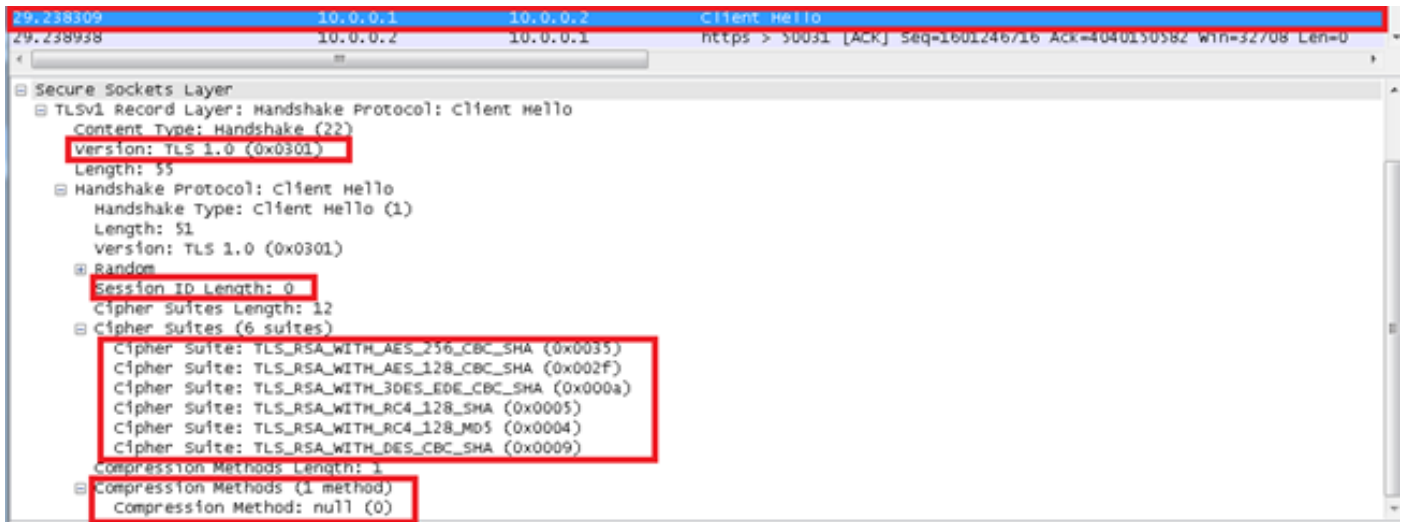 29.238309 10.0.0.1 10.0.0.2 Client Hello
29.238938 10.0.0.2 10.0.0.1 https > 50031 [ACK] Seq=1601246716 Ack=4040150582 Win=32708 Len=0
Secure Sockets Layer
TLSv1 Record Layer: Handshake Protocol: Client Hello
Content Type: Handshake (22)
Version: TLS 1.0 (0x0301)
Length: 55
Handshake Protocol: Client Hello
Handshake Type: Client Hello (1)
Length: 51
Version: TLS 1.0 (0x0301)
Random
Session ID Length: 0
Cipher Suites Length: 12
Cipher Suites (6 suites)
Cipher Suite: TLS_RSA_WITH_AES_256_CBC_SHA (0x0035)
Cipher Suite: TLS_RSA_WITH_AES_128_CBC_SHA (0x002f)
Cipher Suite: TLS_RSA_WITH_3DES_EDE_CBC_SHA (0x000a)
Cipher Suite: TLS_RSA_WITH_RC4_128_SHA (0x0005)
Cipher Suite: TLS_RSA_WITH_RC4_128_MD5 (0x0004)
Cipher Suite: TLS_RSA_WITH_DES_CBC_SHA (0x0009)
Compression Methods Length: 1
Compression Methods (1 method)
Compression Method: null (0)